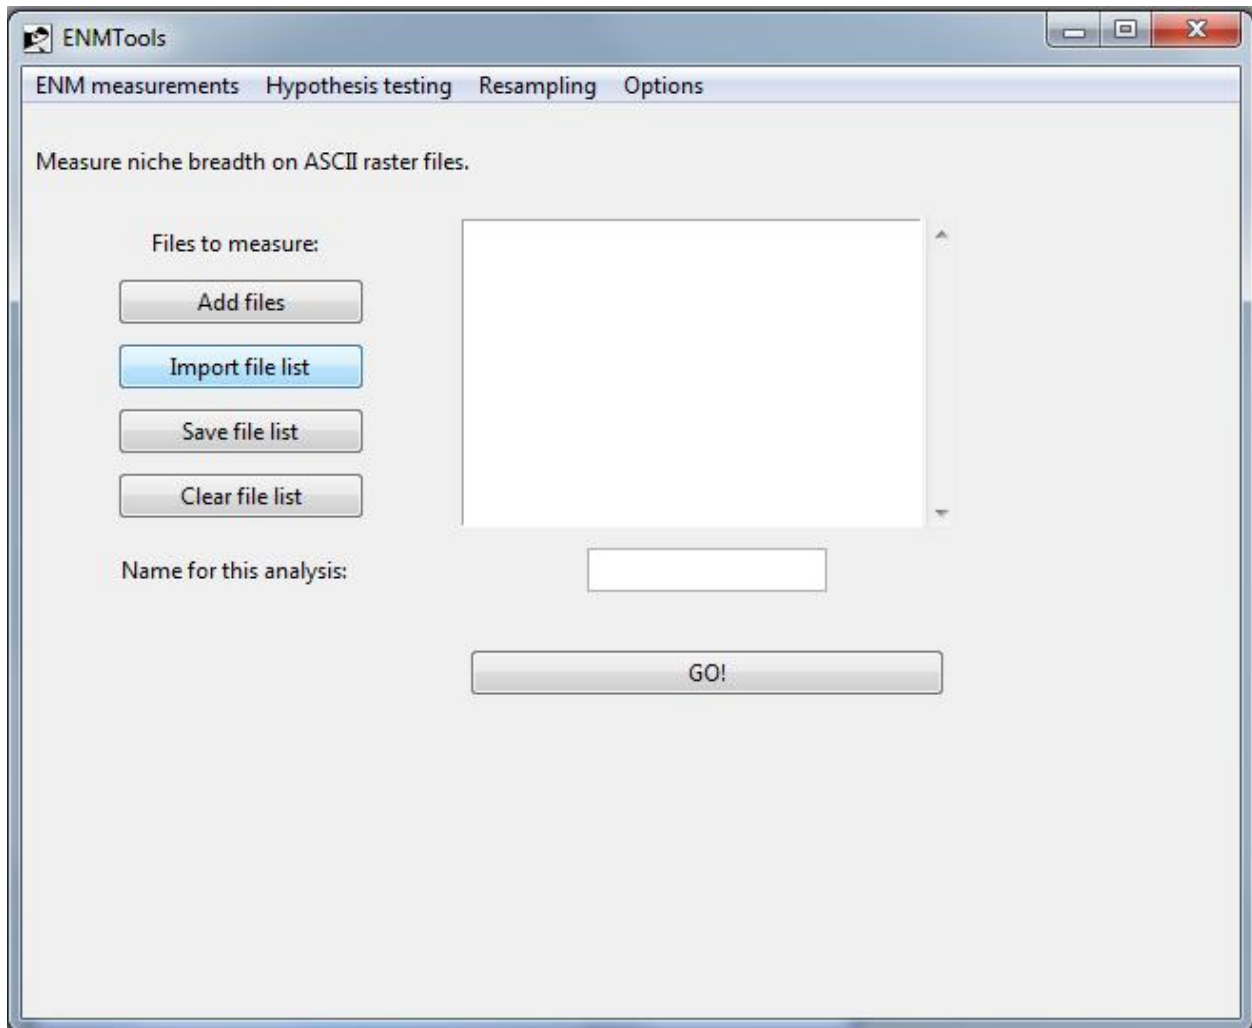 ENMTools
ENM measurements Hypothesis testing Resampling Options
Measure niche breadth on ASCII raster files.
Files to measure:
Add files
Import file list
Save file list
Clear file list
Name for this analysis:
GO!